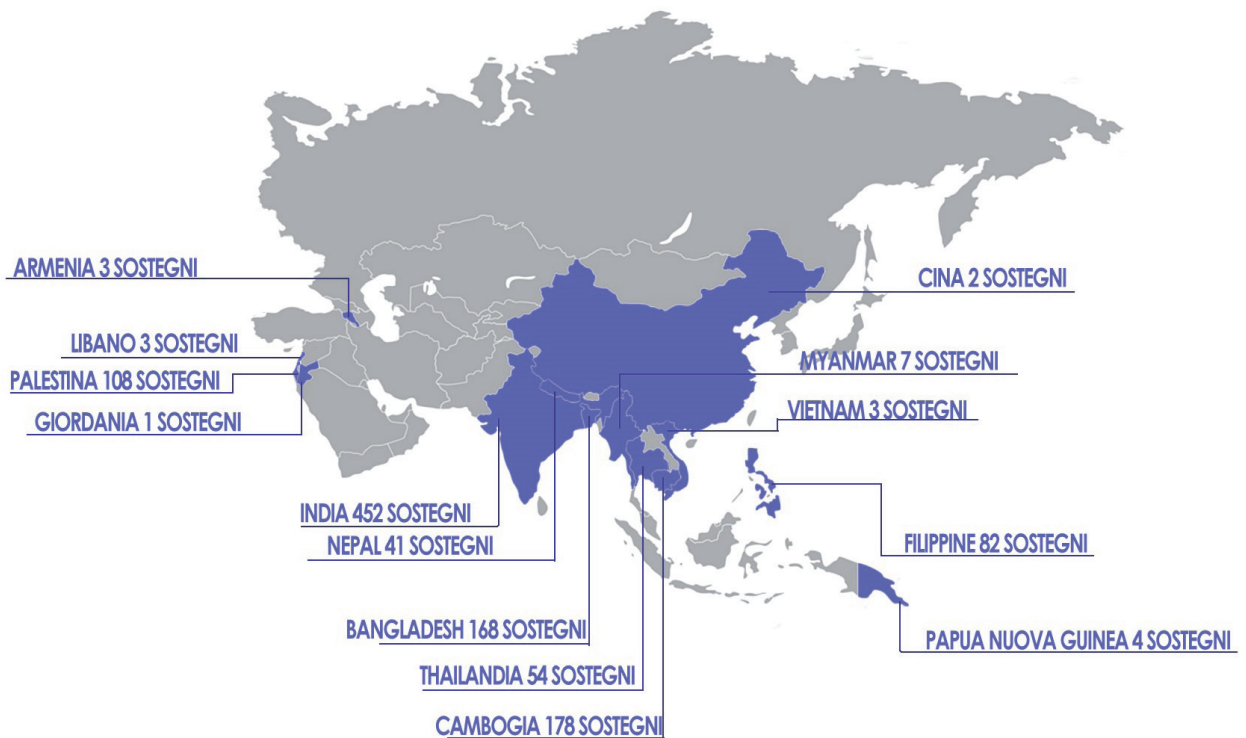 ARMENIA 3 SOSTEGNI
CINA 2 SOSTEGNI
LIBANO 3 SOSTEGNI
MYANMAR 7 SOSTEGNI
PALESTINA 108 SOSTEGNI
GIORDANIA 1 SOSTEGNI
VIETNAM 3 SOSTEGNI
INDIA 452 SOSTEGNI
NEPAL 41 SOSTEGNI
FILIPPINE 82 SOSTEGNI
BANGLADESH 168 SOSTEGNI
PAPUA NUOVA GUINEA 4 SOSTEGNI
THAILANDIA 54 SOSTEGNI
CAMBOGIA 178 SOSTEGNI